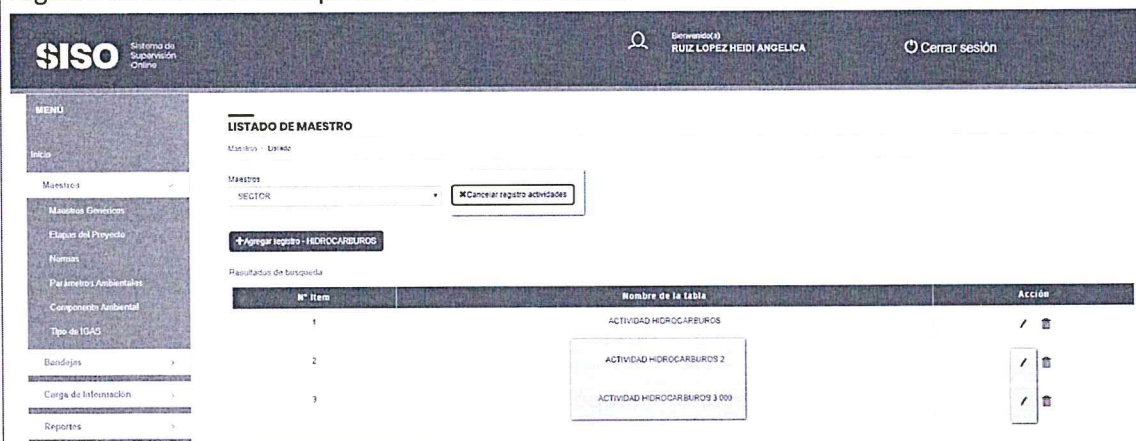 SISO Sistema de Supervisión Online
Bienvenido(a)
RUIZ LOPEZ HEIDI ANGELICA
Cerrar sesión
MENÚ
Inicio
Maestros
Maestros Genéricos
Etapas del Proyecto
Normas
Parámetros Ambientales
Componente Ambiental
Tipo de IGAS
Bandejas
Carga de Información
Reportes
LISTADO DE MAESTRO
Maestros - Listado
Maestros
SECTOR
Cancelar registro actividades
+Agregar registro - HIDROCARBUROS
Resultados de busqueda
N° Item Nombre de la tabla Acción
1 ACTIVIDAD HIDROCARBUROS
2 ACTIVIDAD HIDROCARBUROS 2
3 ACTIVIDAD HIDROCARBUROS 3 000